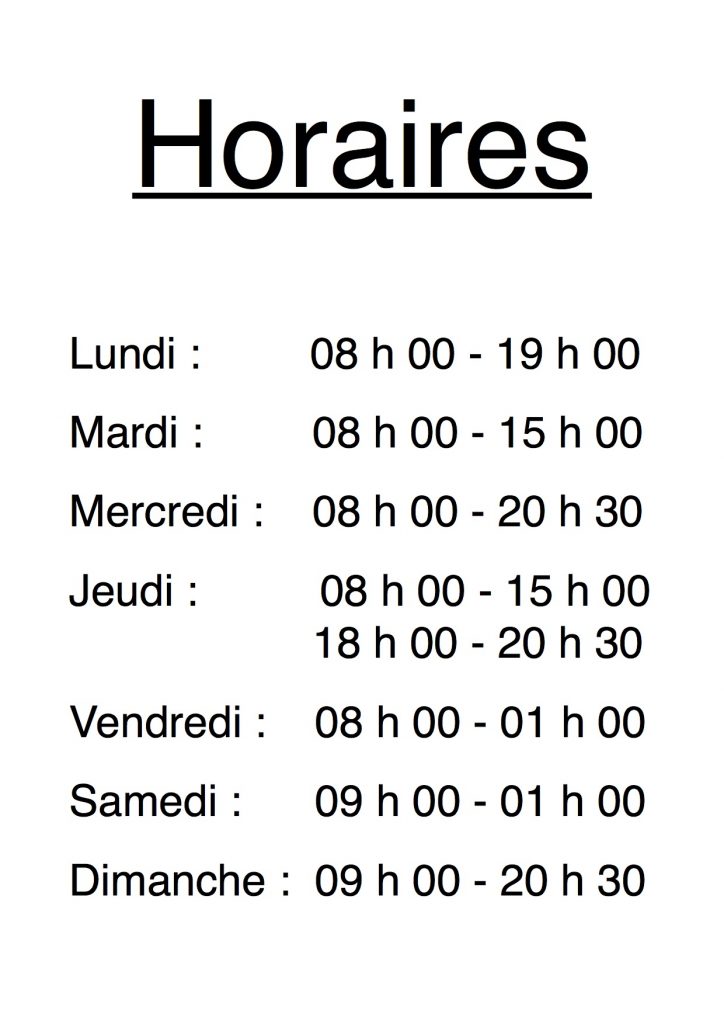 Horaires
Lundi : 08 h 00 - 19 h 00
Mardi : 08 h 00 - 15 h 00
Mercredi : 08 h 00 - 20 h 30
Jeudi : 08 h 00 - 15 h 00
18 h 00 - 20 h 30
Vendredi : 08 h 00 - 01 h 00
Samedi : 09 h 00 - 01 h 00
Dimanche : 09 h 00 - 20 h 30